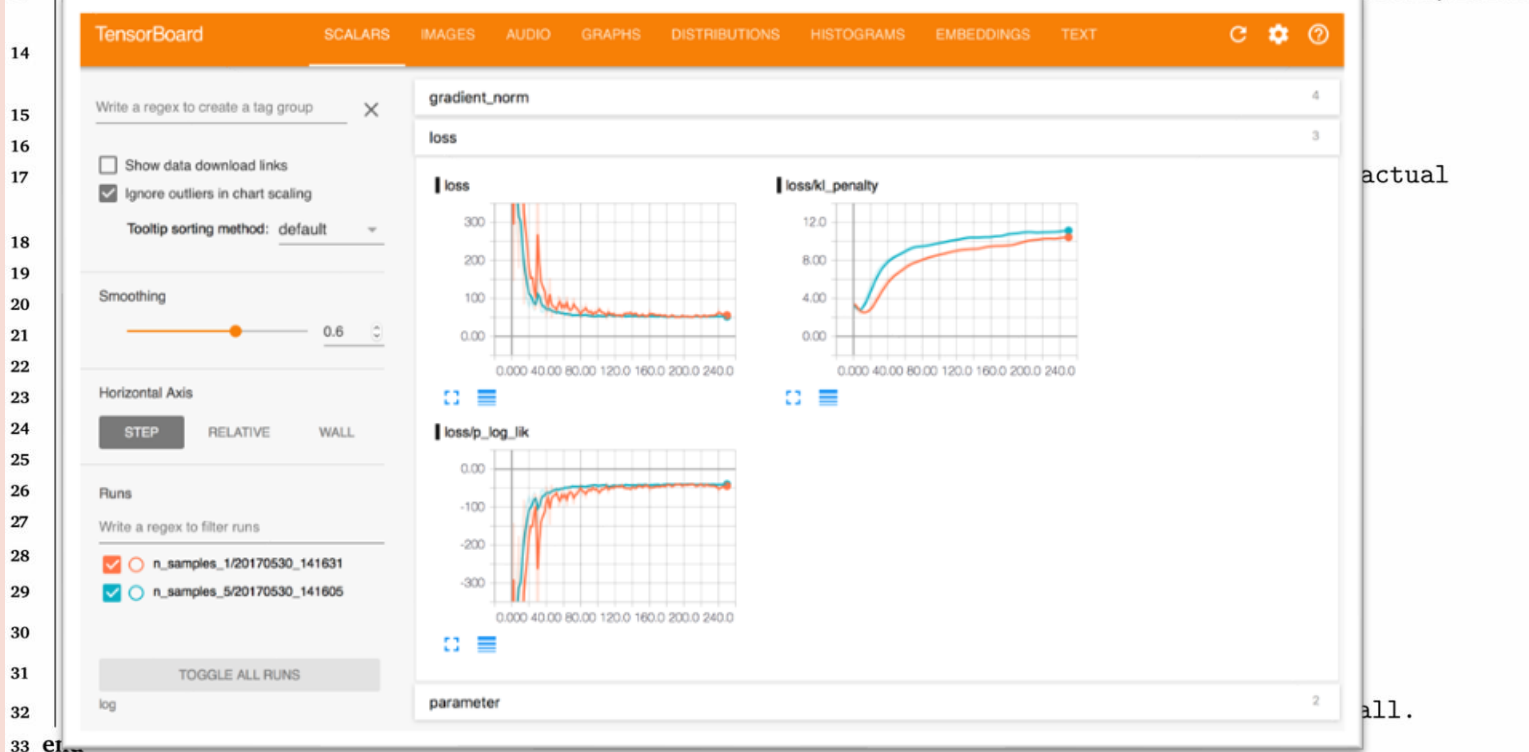 TensorBoard SCALARS IMAGES AUDIO GRAPHS DISTRIBUTIONS HISTOGRAMS EMBEDDINGS TEXT
14
Write a regex to create a tag group
15
gradient_norm 4
16
loss 3
Show data download links
17
actual
Ignore outliers in chart scaling
Tooltip sorting method: default
18
19
Smoothing
20
0.6
21
22
Horizontal Axis
23
24
STEP RELATIVE WALL
25
Runs
26
Write a regex to filter runs
27
28
n_samples_1/20170530_141631
29
n_samples_5/20170530_141605
30
31
TOGGLE ALL RUNS
log
32
33
loss
300
200
100
0.00
0.000 40.00 80.00 120.0 160.0 200.0 240.0
loss/kl_penalty
12.0
8.00
4.00
0.00
0.000 40.00 80.00 120.0 160.0 200.0 240.0
loss/p_log_lik
0.00
-100
-200
-300
0.000 40.00 80.00 120.0 160.0 200.0 240.0
parameter 2
all.